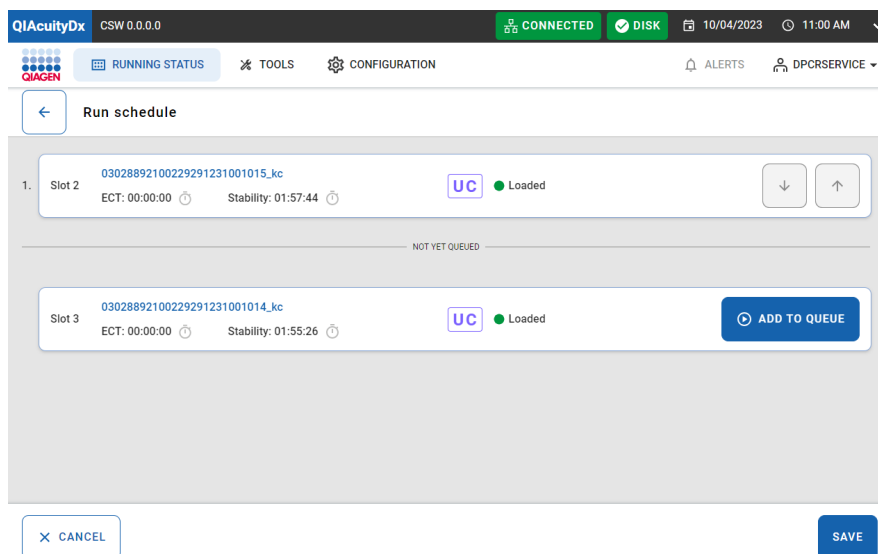 QIAcuityDx CSW 0.0.0.0 CONNECTED DISK 10/04/2023 11:00 AM
QIAGEN RUNNING STATUS TOOLS CONFIGURATION ALERTS DPCRSERVICE
Run schedule
03028892100229291231001015_kc
1. Slot 2 UC Loaded
ECT: 00:00:00 Stability: 01:57:44
NOT YET QUEUED
03028892100229291231001014_kc
Slot 3 UC Loaded ADD TO QUEUE
ECT: 00:00:00 Stability: 01:55:26
CANCEL SAVE